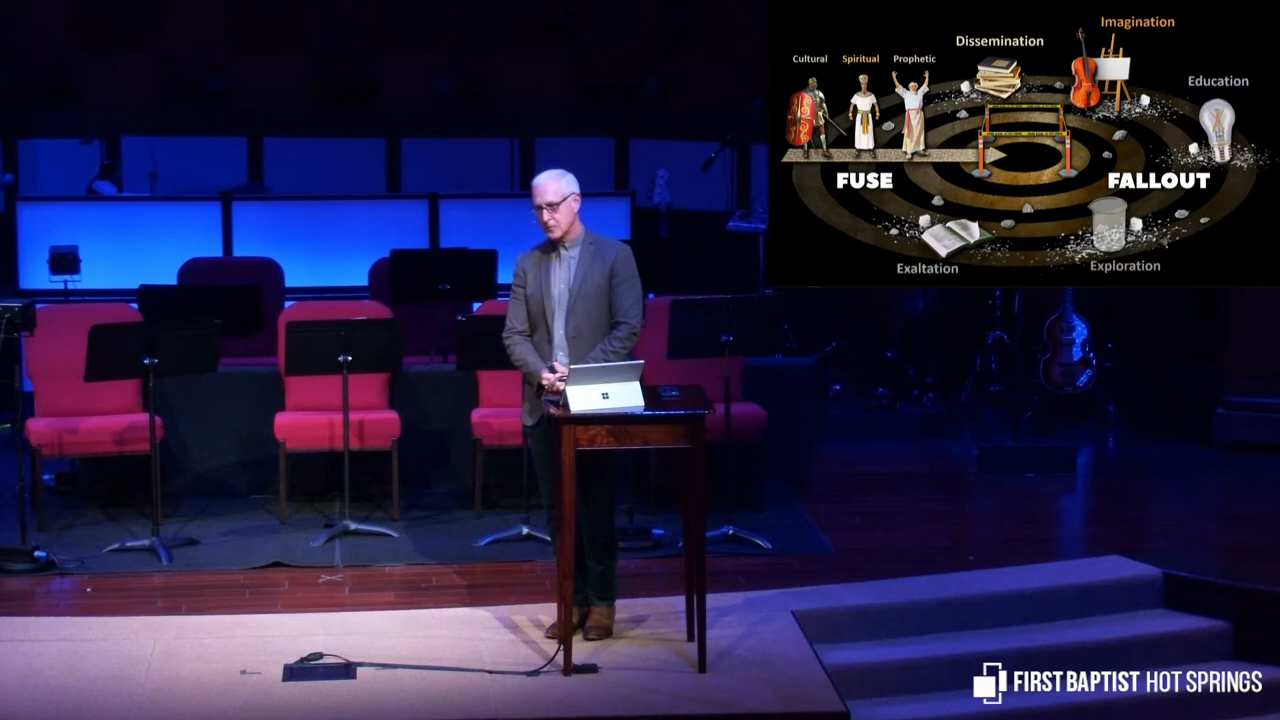 Imagination
Dissemination
Cultural Spiritual Prophetic
Education
FUSE FALLOUT
Exaltation Exploration
FIRST BAPTIST HOT SPRINGS